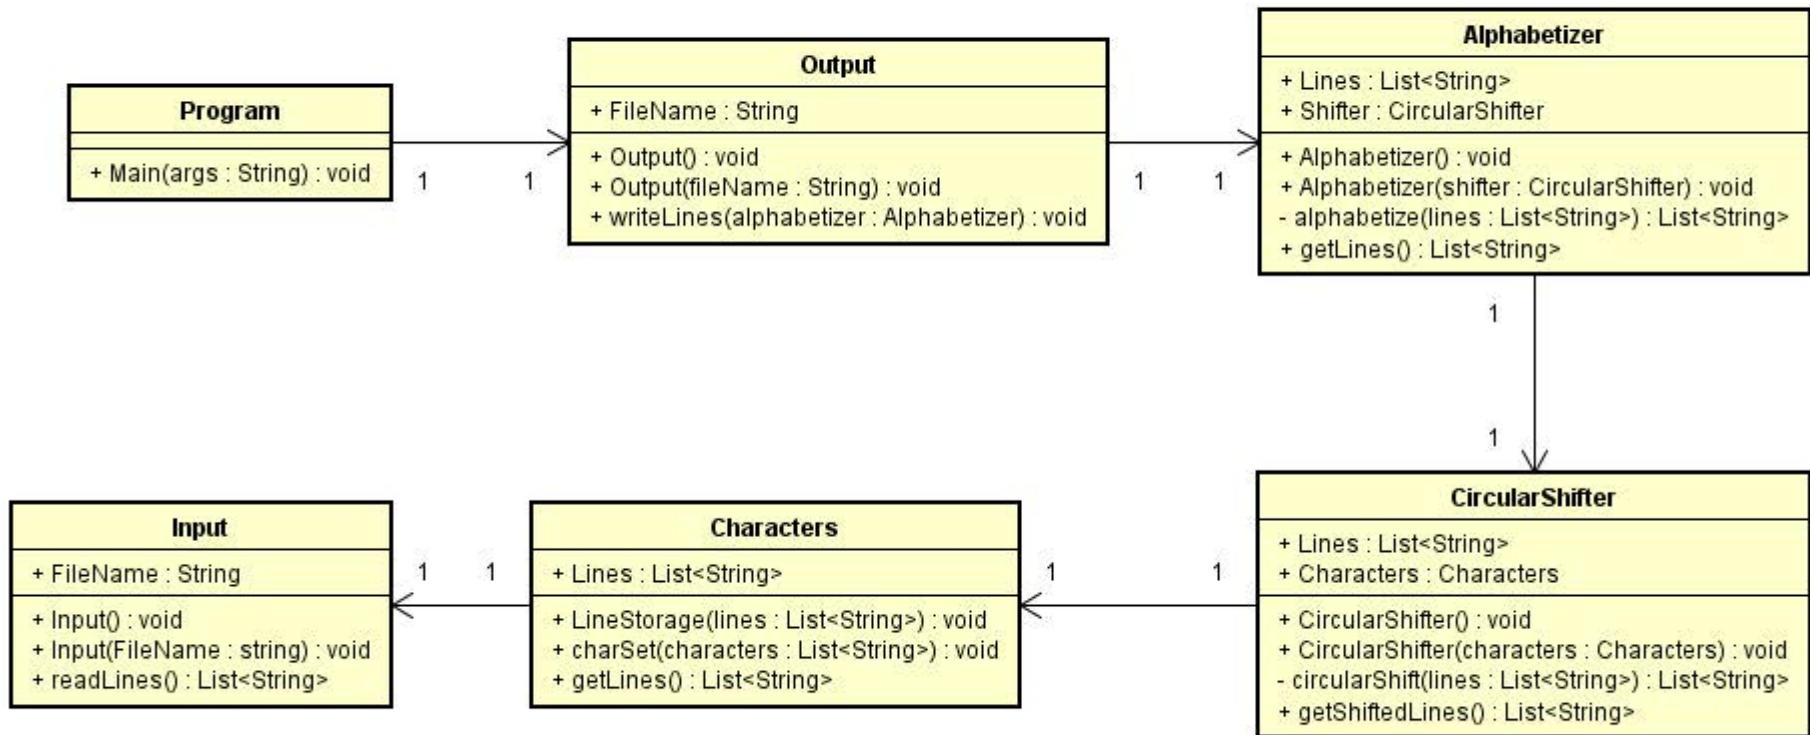 Program
+ Main(args : String) : void
1
1
Output
+ FileName : String
+ Output() : void
+ Output(fileName : String) : void
+ writeLines(alphabetizer : Alphabetizer) : void
1
1
Alphabetizer
+ Lines : List<String>
+ Shifter : CircularShifter
+ Alphabetizer() : void
+ Alphabetizer(shifter : CircularShifter) : void
- alphabetize(lines : List<String>) : List<String>
+ getLines() : List<String>
1
1
Input
+ FileName : String
+ Input() : void
+ Input(FileName : string) : void
+ readLines() : List<String>
1
1
Characters
+ Lines : List<String>
+ LineStorage(lines : List<String>) : void
+ charSet(characters : List<String>) : void
+ getLines() : List<String>
1
1
CircularShifter
+ Lines : List<String>
+ Characters : Characters
+ CircularShifter() : void
+ CircularShifter(characters : Characters) : void
- circularShift(lines : List<String>) : List<String>
+ getShiftedLines() : List<String>